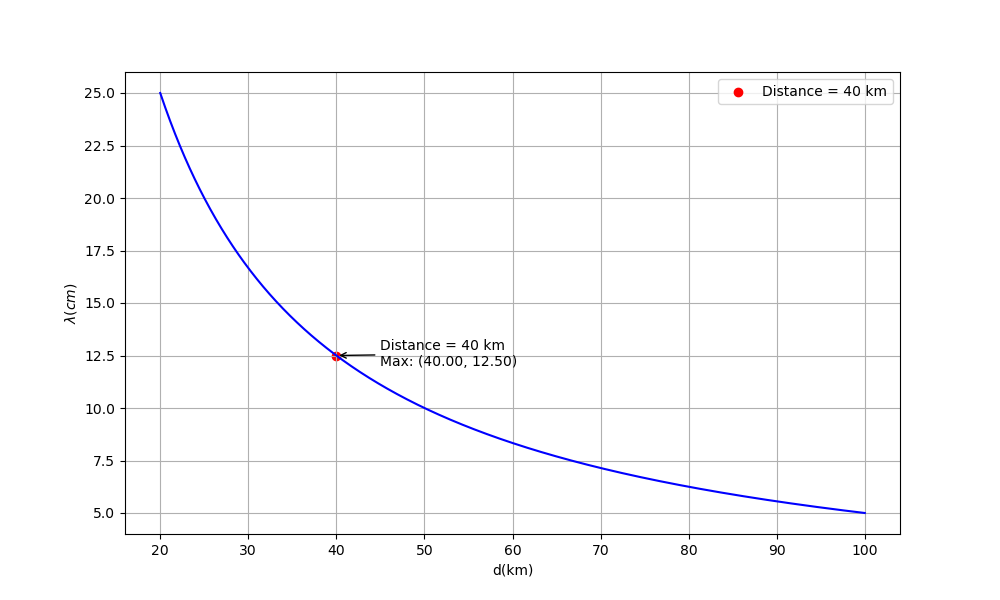 Distance = 40 km
25.0
22.5
20.0
17.5
15.0
12.5
10.0
7.5
5.0
λ(cm)
Distance = 40 km
Max: (40.00, 12.50)
20 30 40 50 60 70 80 90 100
d(km)